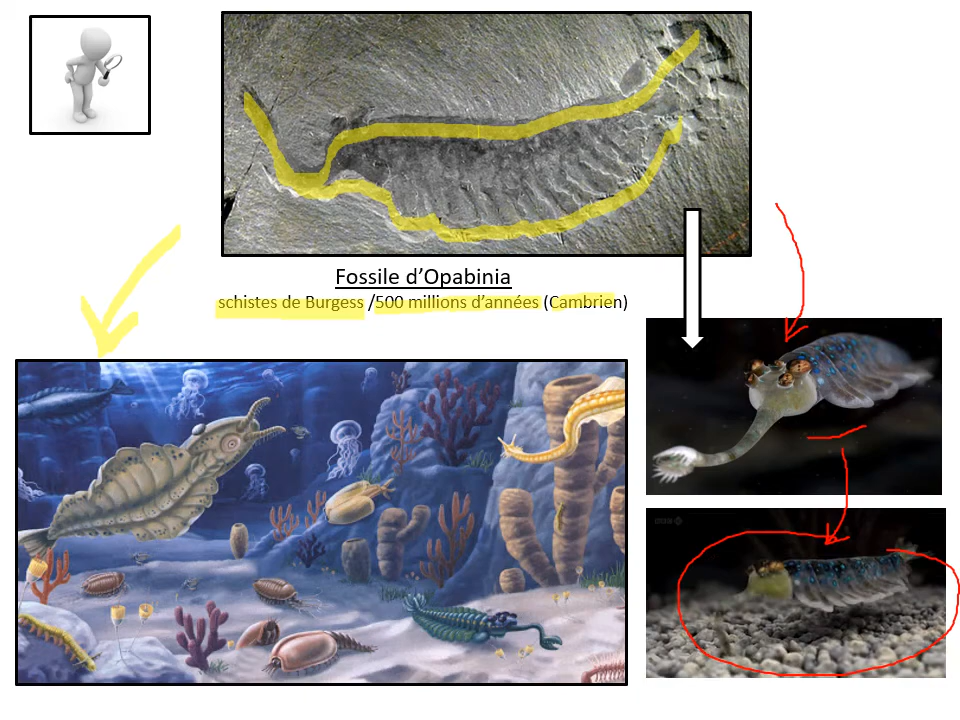 Fossile d’Opabinia
schistes de Burgess /500 millions d’années (Cambrien)